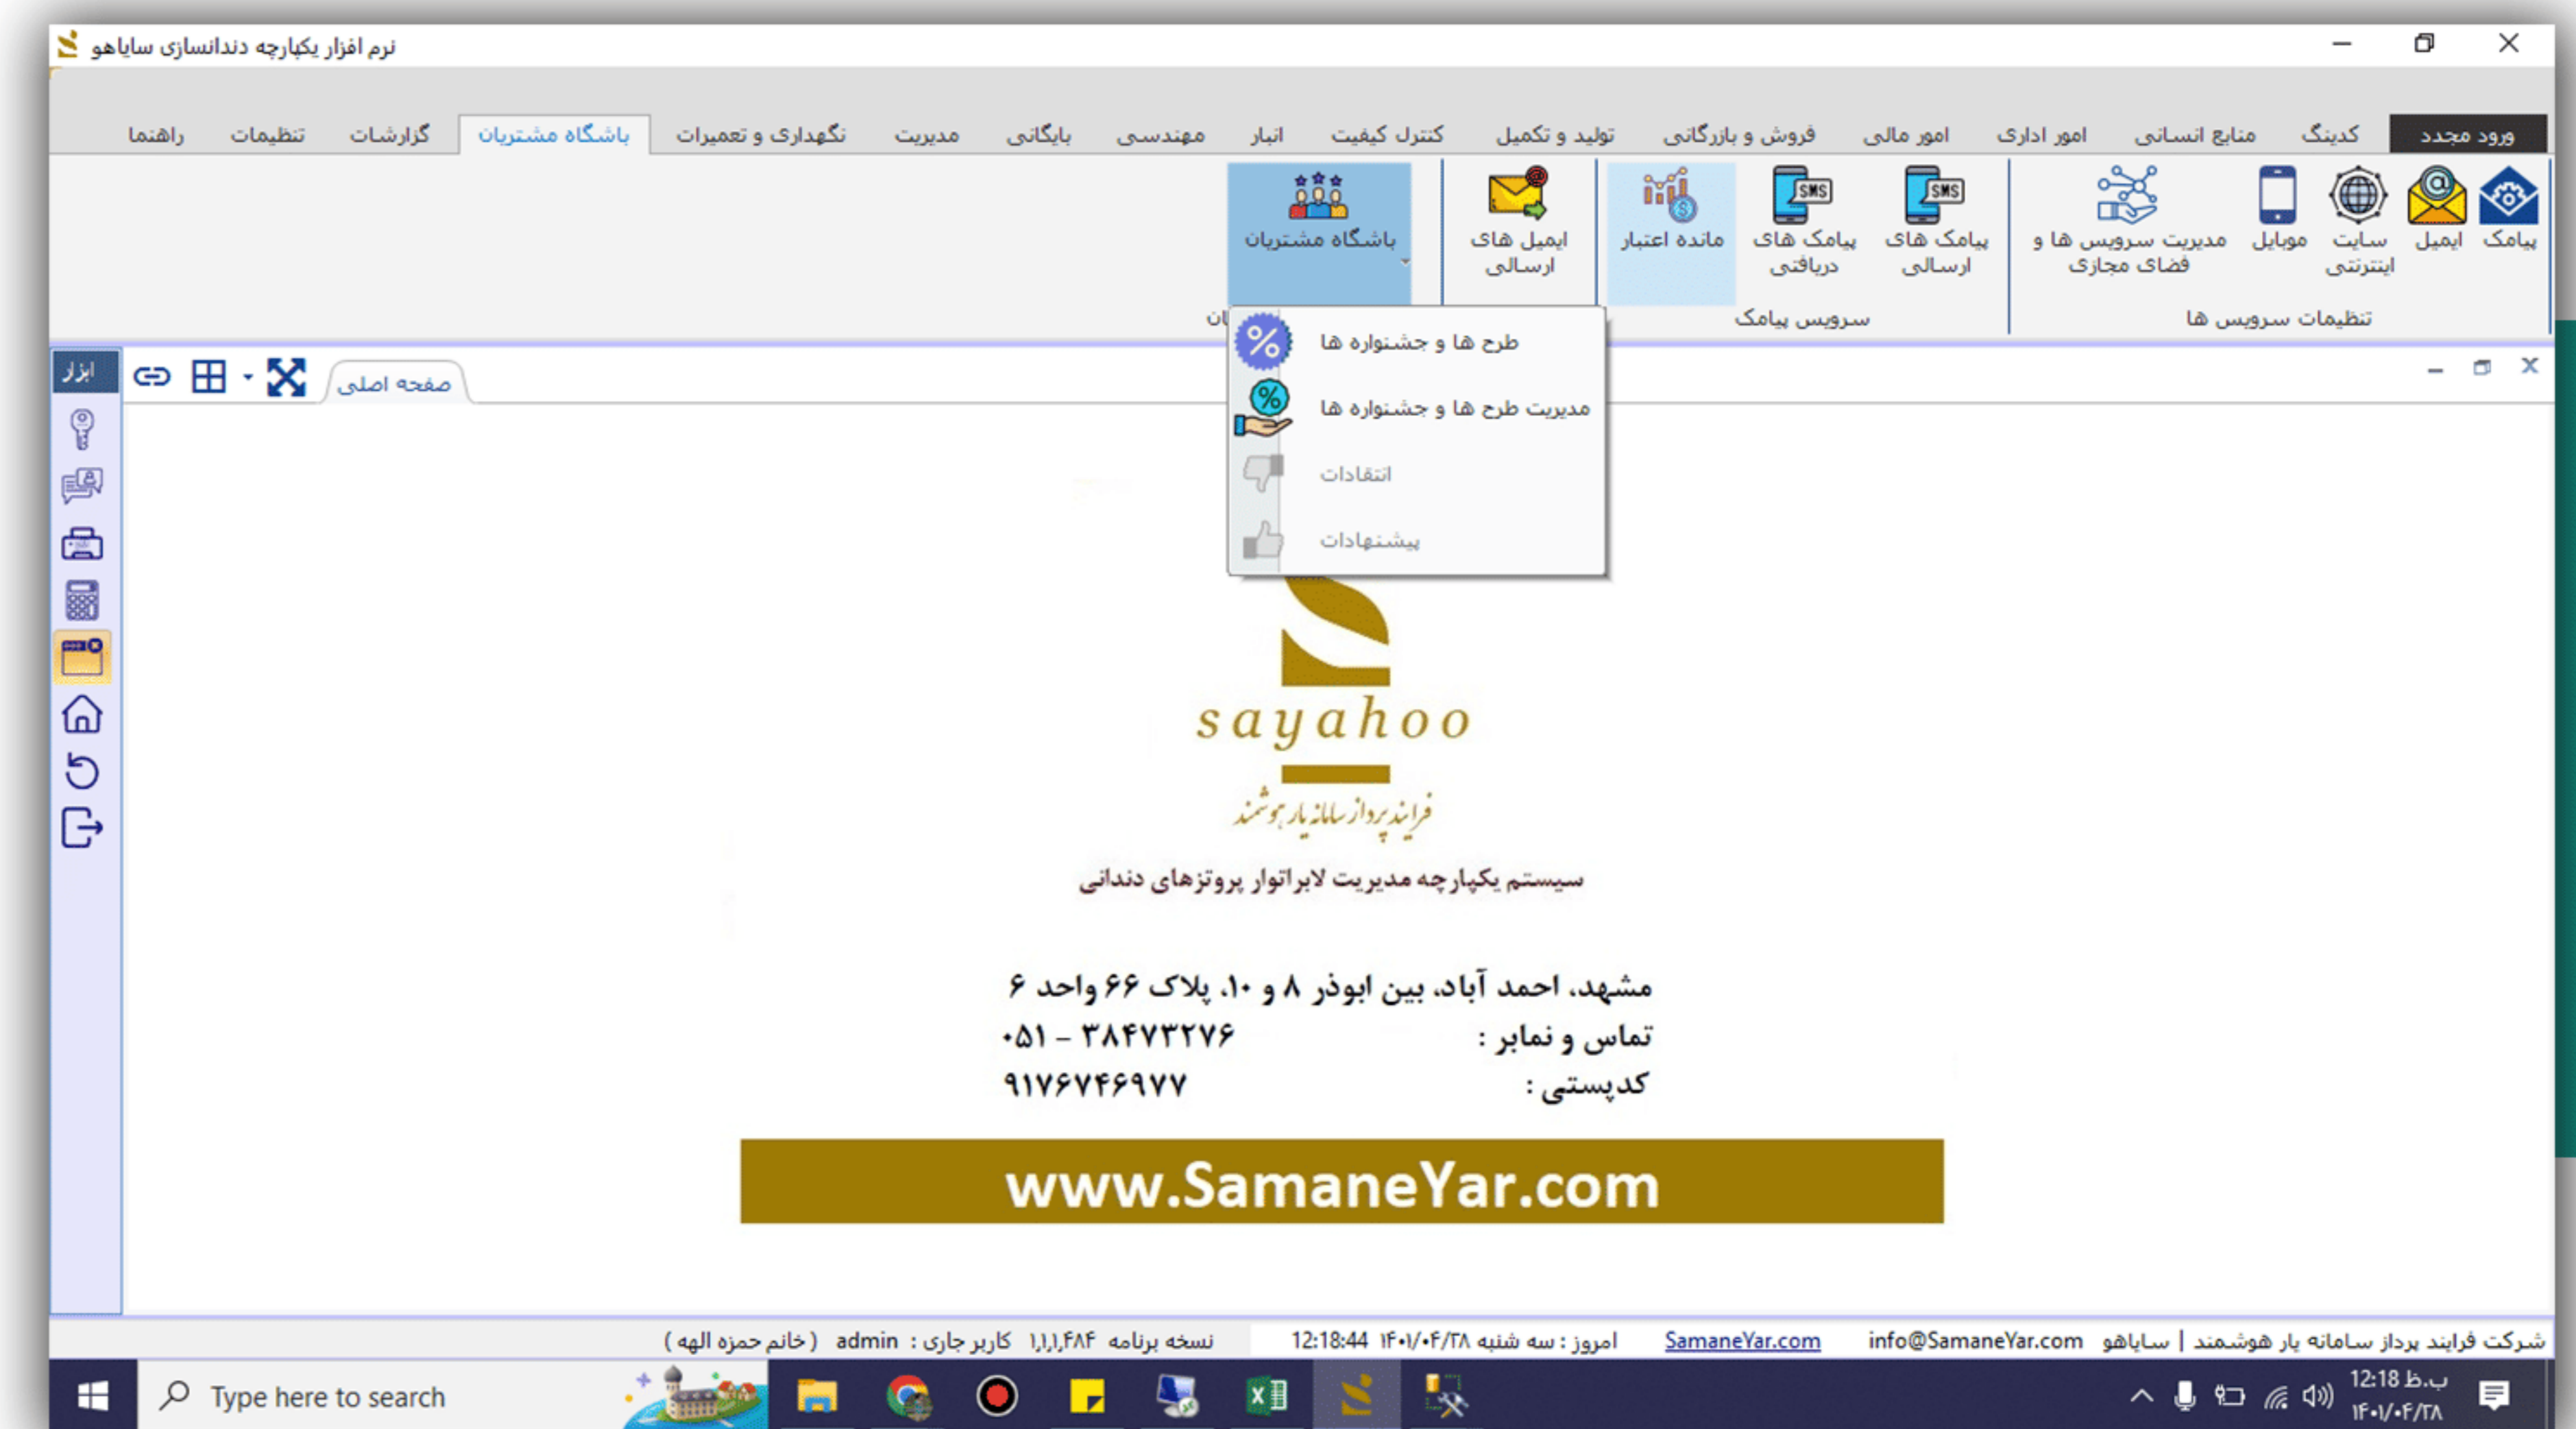 نرم افزار یکپارچه دندانسازی سایاهو
ورود مجدد
کدینگ
منابع انسانی
امور اداری
امور مالی
فروش و بازرگانی
تولید و تکمیل
کنترل کیفیت
انبار
مهندسی
بایگانی
مدیریت
نگهداری و تعمیرات
باشگاه مشتریان
گزارشات
تنظیمات
راهنما
پیامک
ایمیل
سایت
اینترنتی
موبایل
مدیریت سرویس ها و
فضای مجازی
تنظیمات سرویس ها
SMS
پیامک های
ارسالی
SMS
پیامک های
دریافتی
مانده اعتبار
سرویس پیامک
ایمیل های
ارسالی
باشگاه مشتریان
طرح ها و جشنواره ها
مدیریت طرح ها و جشنواره ها
انتقادات
پیشنهادات
ابزار
صفحه اصلی
sayahoo
فرایند پرداز سامانه یار هوشمند
سیستم یکپارچه مدیریت لابراتوار پروتزهای دندانی
مشهد، احمد آباد، بین ابوذر ۸ و ۱۰، پلاک ۶۶ واحد ۶
تماس و نمابر : ۳۸۴۷۳۲۷۶ – ۰۵۱
کدپستی : ۹۱۷۶۷۴۶۹۷۷
www.SamaneYar.com
شرکت فرایند پرداز سامانه یار هوشمند | سایاهو info@SamaneYar.com SamaneYar.com امروز : سه شنبه ۱۴۰۱/۰۴/۲۸ 12:18:44 نسخه برنامه ۱,۱,۱,۴۸۴ کاربر جاری : admin ( خانم حمزه الهه )
Type here to search
12:18 ب.ظ
۱۴۰۱/۰۴/۲۸